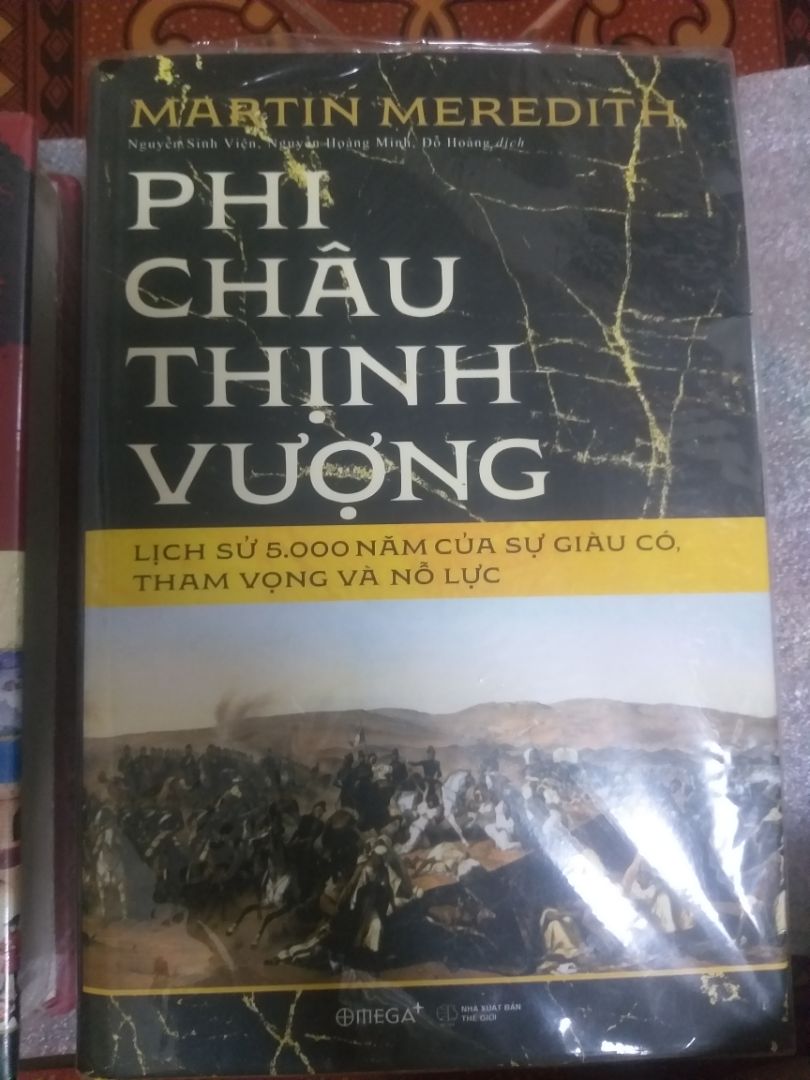 MARTIN MEREDITH
Nguyễn Sinh Viện, Nguyễn Hoàng Minh, Đỗ Hoàng dịch
PHI
CHÂU
THỊNH
VƯỢNG
LỊCH SỬ 5.000 NĂM CỦA SỰ GIÀU CÓ,
THAM VỌNG VÀ NỖ LỰC
OMEGA+
NHÀ XUẤT BẢN
THẾ GIỚI